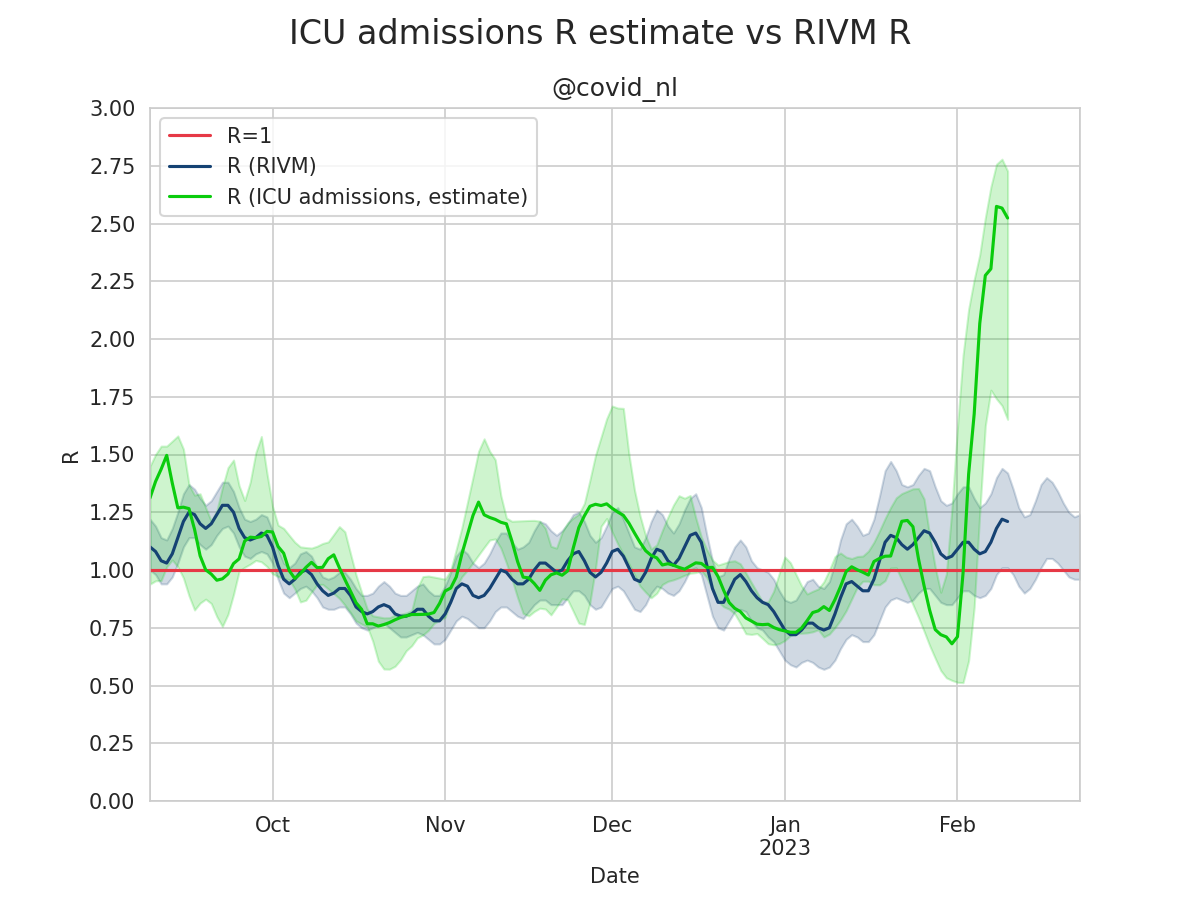 ICU admissions R estimate vs RIVM R
@covid_nl
R=1
R (RIVM)
R (ICU admissions, estimate)
3.00
2.75
2.50
2.25
2.00
1.75
1.50
1.25
1.00
0.75
0.50
0.25
0.00
R
Oct Nov Dec Jan Feb
2023
Date